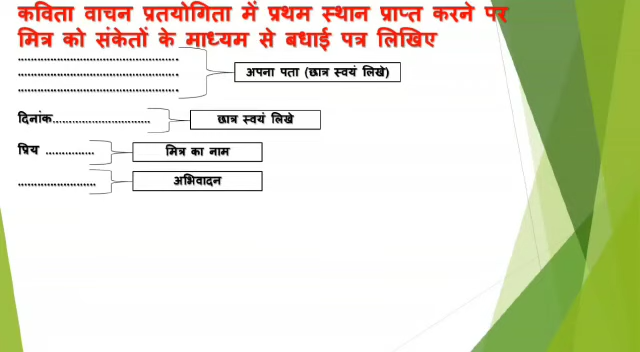 कविता वाचन प्रतयोगिता में प्रथम स्थान प्राप्त करने पर
मित्र को संकेतों के माध्यम से बधाई पत्र लिखिए
..................................................
..................................................
.................................................. अपना पता (छात्र स्वयं लिखे)
दिनांक.............................. छात्र स्वयं लिखे
प्रिय ............... मित्र का नाम
........................ अभिवादन